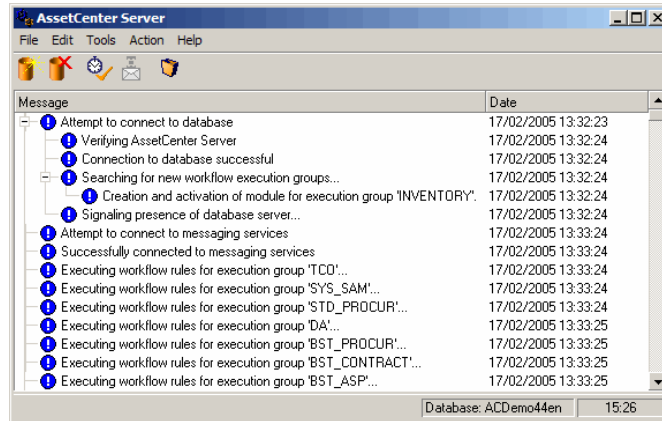 AssetCenter Server
File Edit Tools Action Help
Message Date
Attempt to connect to database 17/02/2005 13:32:23
Verifying AssetCenter Server 17/02/2005 13:32:24
Connection to database successful 17/02/2005 13:32:24
Searching for new workflow execution groups... 17/02/2005 13:32:24
Creation and activation of module for execution group 'INVENTORY'. 17/02/2005 13:32:24
Signaling presence of database server... 17/02/2005 13:32:24
Attempt to connect to messaging services 17/02/2005 13:33:24
Successfully connected to messaging services 17/02/2005 13:33:24
Executing workflow rules for execution group 'TCO'... 17/02/2005 13:33:24
Executing workflow rules for execution group 'SYS_SAM'... 17/02/2005 13:33:24
Executing workflow rules for execution group 'STD_PROCUR'... 17/02/2005 13:33:24
Executing workflow rules for execution group 'DA'... 17/02/2005 13:33:25
Executing workflow rules for execution group 'BST_PROCUR'... 17/02/2005 13:33:25
Executing workflow rules for execution group 'BST_CONTRACT'... 17/02/2005 13:33:25
Executing workflow rules for execution group 'BST_ASP'... 17/02/2005 13:33:25
Database: ACDemo44en 15:26